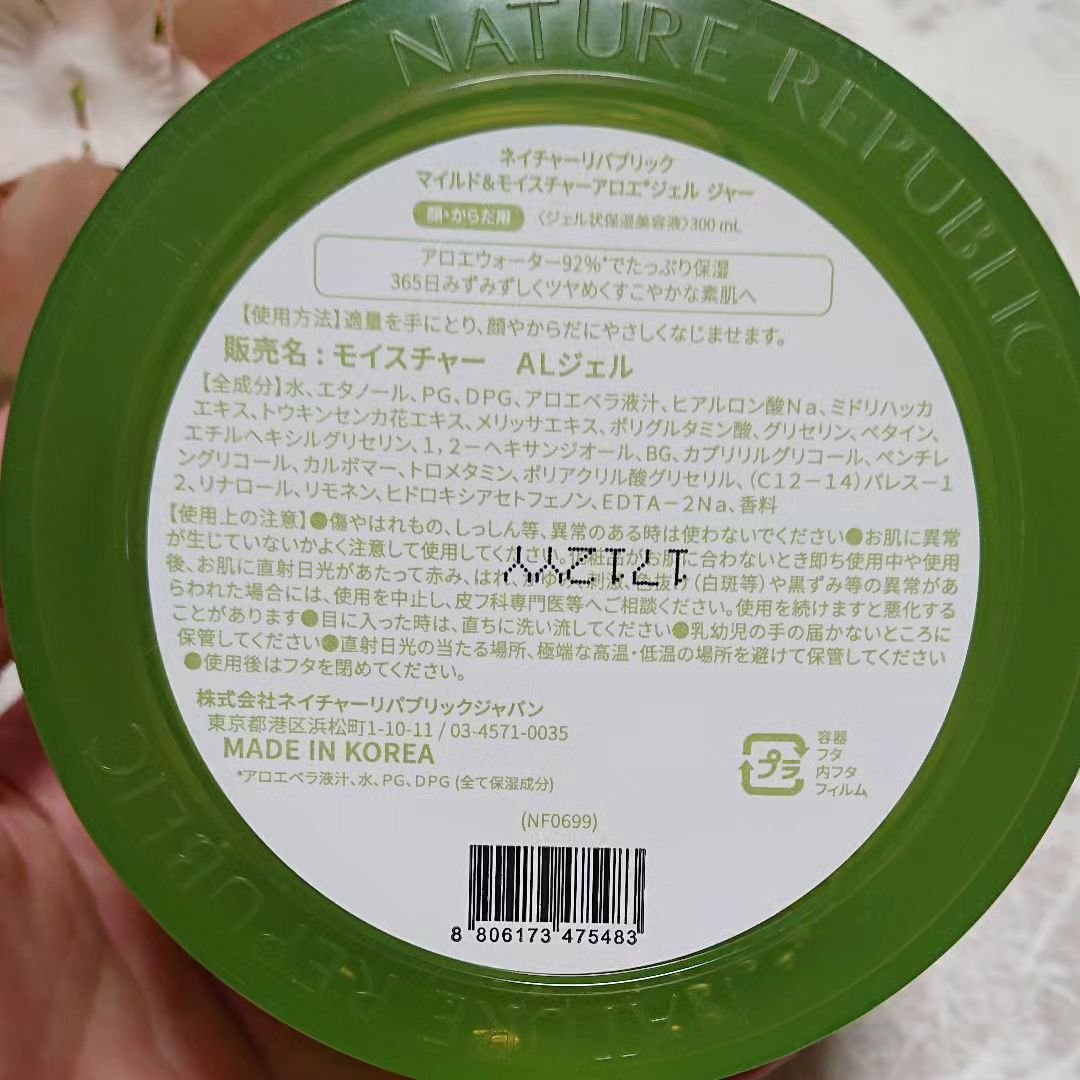 NATURE REPUBLIC
ネイチャーリパブリック
マイルド&モイスチャーアロエ*ジェル ジャー
顔・からだ用 〈ジェル状保湿美容液〉300 mL
アロエウォーター92%*でたっぷり保湿
365日みずみずしくツヤめくすこやかな素肌へ
【使用方法】適量を手にとり、顔やからだにやさしくなじませます。
販売名：モイスチャー ALジェル
【全成分】水、エタノール、PG、DPG、アロエベラ液汁、ヒアルロン酸Na、ミドリハッカ
エキス、トウキンセンカ花エキス、メリッサエキス、ポリグルタミン酸、グリセリン、ベタイン、
エチルヘキシルグリセリン、1，2－ヘキサンジオール、BG、カプリリルグリコール、ペンチレ
ングリコール、カルボマー、トロメタミン、ポリアクリル酸グリセリル、（C12－14）パレス－1
2、リナロール、リモネン、ヒドロキシアセトフェノン、EDTA－2Na、香料
【使用上の注意】●傷やはれもの、しっしん等、異常のある時は使わないでください●お肌に異常
が生じていないかよく注意して使用してください。化粧品がお肌に合わないとき即ち使用中や使用
後、お肌に直射日光があたって赤み、はれ、かゆみ、刺激、色抜け（白斑等）や黒ずみ等の異常があ
らわれた場合には、使用を中止し、皮フ科専門医等へご相談ください。使用を続けますと悪化する
ことがあります●目に入った時は、直ちに洗い流してください●乳幼児の手の届かないところに
保管してください●直射日光の当たる場所、極端な高温・低温の場所を避けて保管してください
●使用後はフタを閉めてください。
株式会社ネイチャーリパブリックジャパン
東京都港区浜松町1-10-11 / 03-4571-0035
MADE IN KOREA
*アロエベラ液汁、水、PG、DPG (全て保湿成分)
プラ
容器
フタ
内フタ
フィルム
(NF0699)
8 806173 475483
NATURE REPUBLIC